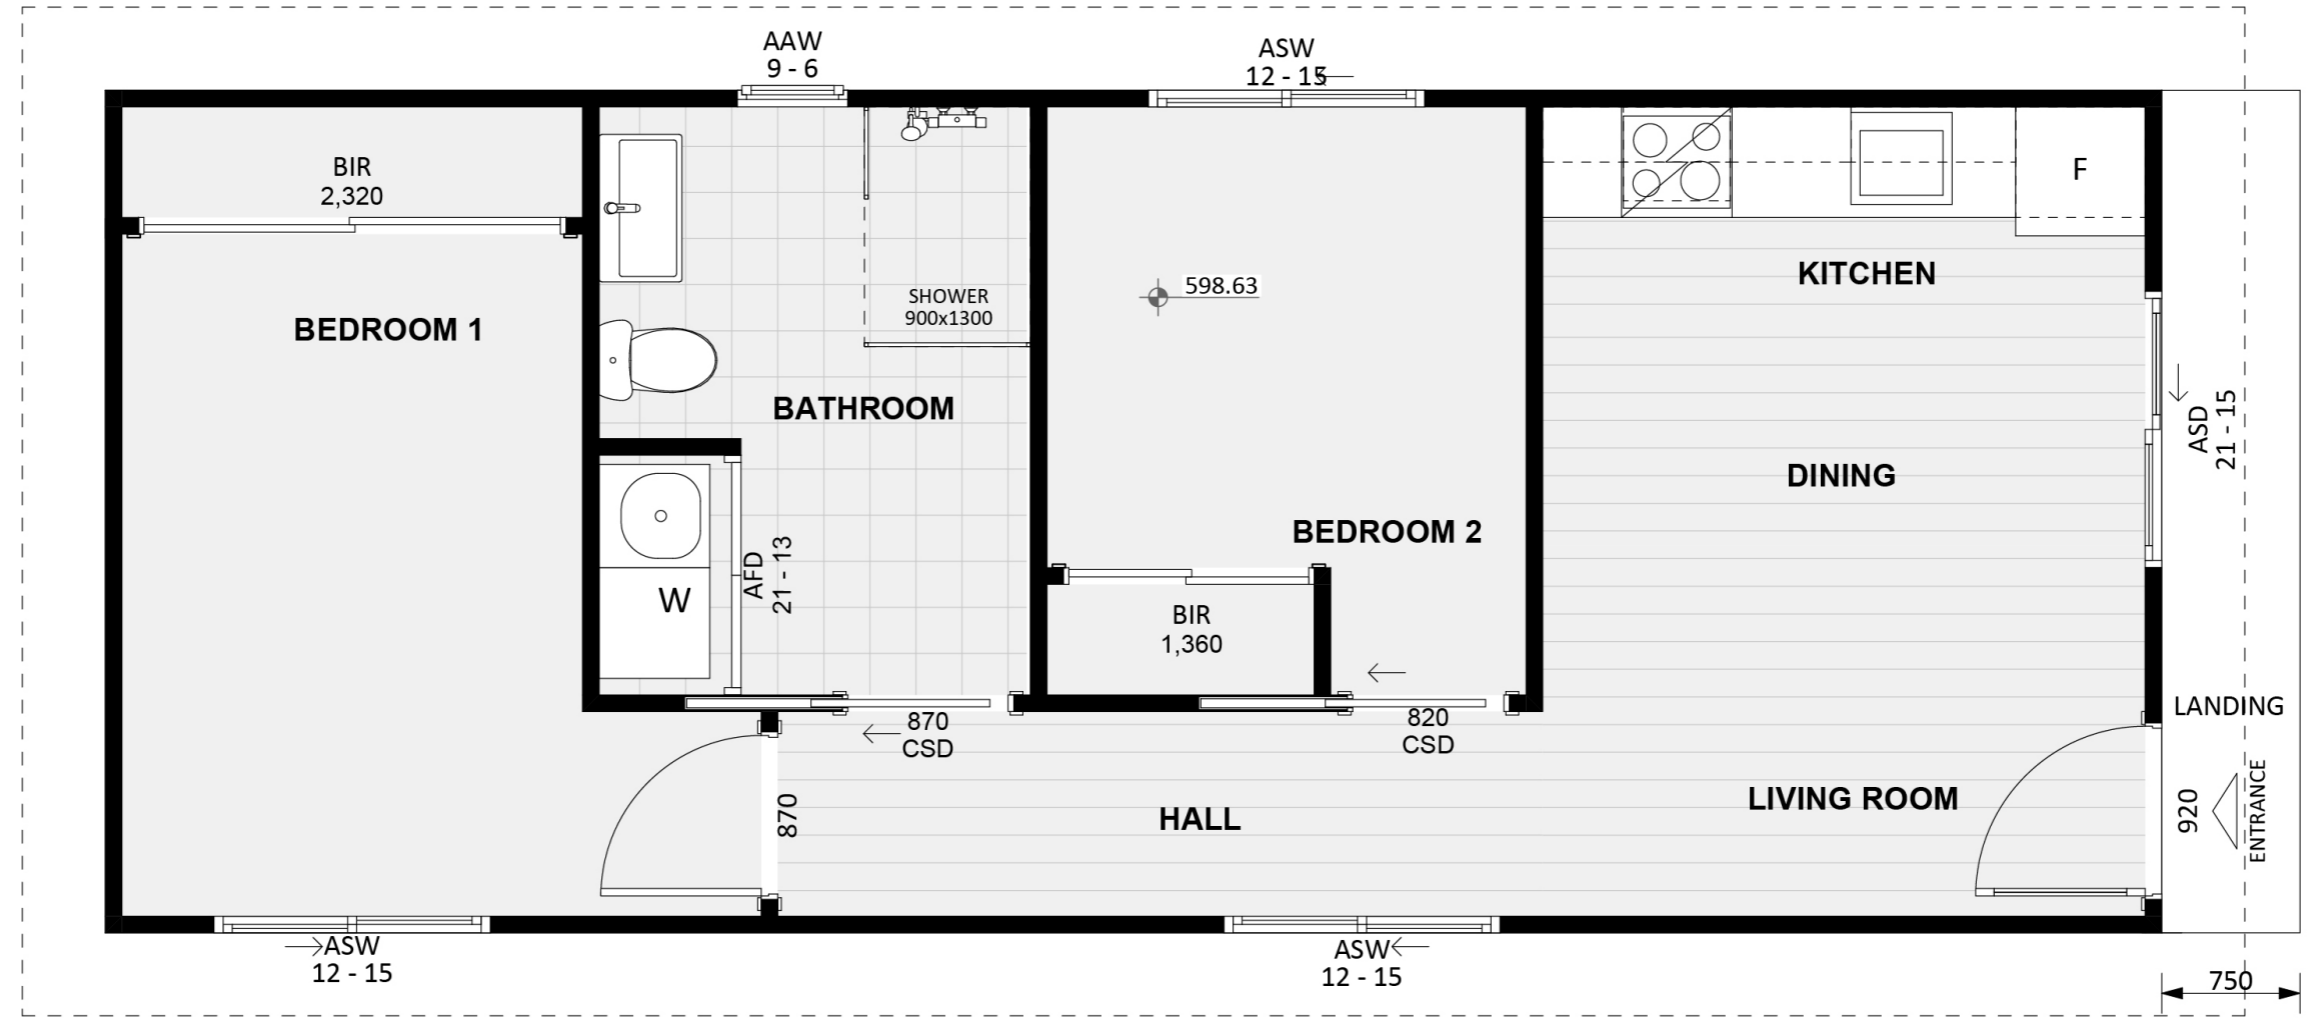 AAW
9 - 6
ASW
12 - 15
BIR
2,320
F
KITCHEN
598.63
SHOWER
900x1300
BEDROOM 1
BATHROOM
ASD
21 - 15
DINING
BEDROOM 2
AFD
21 - 13
W
BIR
1,360
LANDING
870
CSD
820
CSD
870
HALL
LIVING ROOM
920
ENTRANCE
ASW
12 - 15
ASW
12 - 15
750